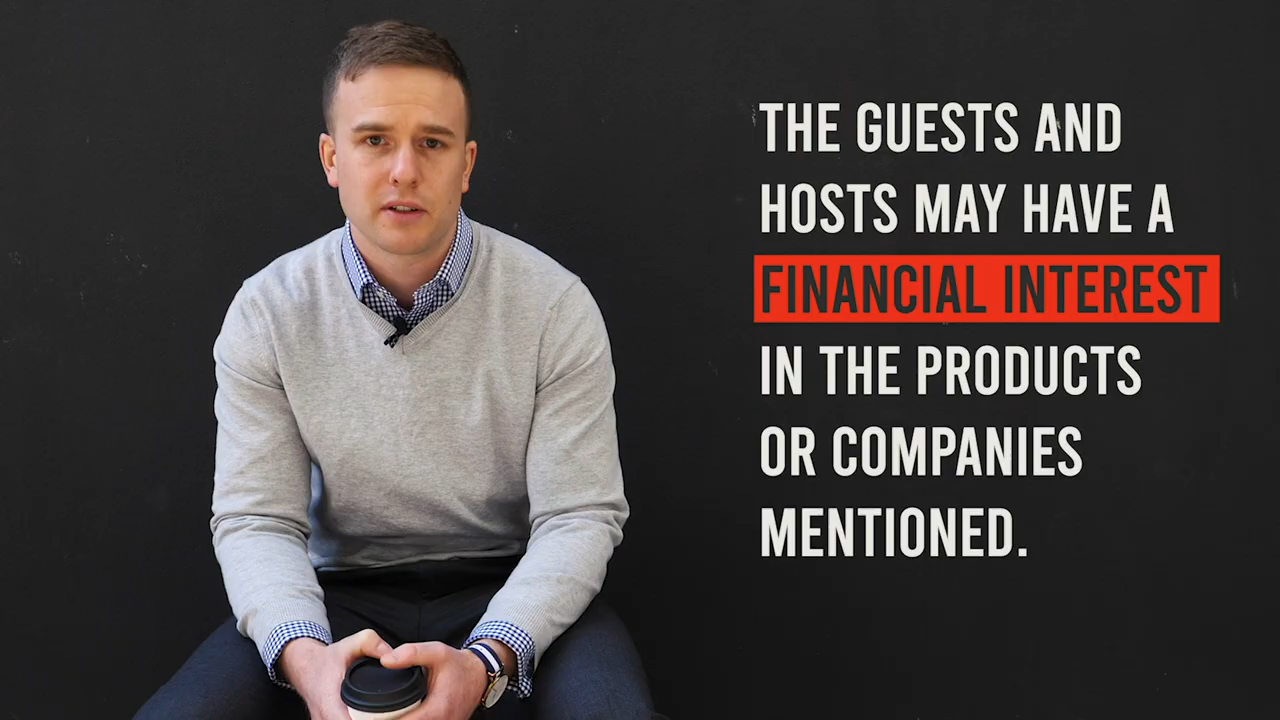 THE GUESTS AND
HOSTS MAY HAVE A
FINANCIAL INTEREST
IN THE PRODUCTS
OR COMPANIES
MENTIONED.